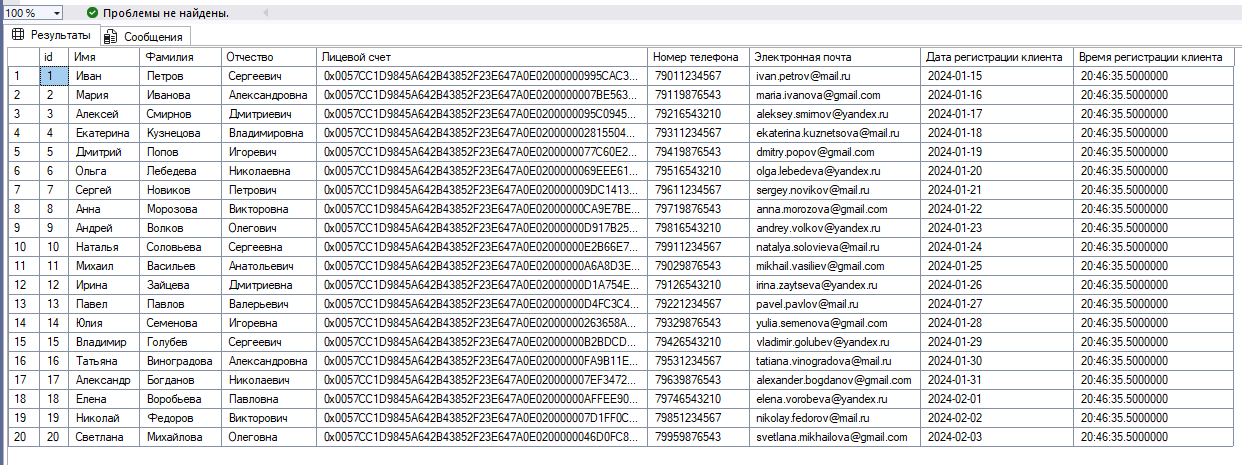 100 %
Проблемы не найдены.
Результаты Сообщения
id Имя Фамилия Отчество Лицевой счет Номер телефона Электронная почта Дата регистрации клиента Время регистрации клиента
1 1 Иван Петров Сергеевич 0x0057CC1D9845A642B43852F23E647A0E02000000995CAC3... 79011234567 ivan.petrov@mail.ru 2024-01-15 20:46:35.5000000
2 2 Мария Иванова Александровна 0x0057CC1D9845A642B43852F23E647A0E02000000007BE563... 79119876543 maria.ivanova@gmail.com 2024-01-16 20:46:35.5000000
3 3 Алексей Смирнов Дмитриевич 0x0057CC1D9845A642B43852F23E647A0E0200000095C0945... 79216543210 aleksey.smirnov@yandex.ru 2024-01-17 20:46:35.5000000
4 4 Екатерина Кузнецова Владимировна 0x0057CC1D9845A642B43852F23E647A0E020000002815504... 79311234567 ekaterina.kuznetsova@mail.ru 2024-01-18 20:46:35.5000000
5 5 Дмитрий Попов Игоревич 0x0057CC1D9845A642B43852F23E647A0E0200000077C60E2... 79419876543 dmitry.popov@gmail.com 2024-01-19 20:46:35.5000000
6 6 Ольга Лебедева Николаевна 0x0057CC1D9845A642B43852F23E647A0E0200000069EEE61... 79516543210 olga.lebedeva@yandex.ru 2024-01-20 20:46:35.5000000
7 7 Сергей Новиков Петрович 0x0057CC1D9845A642B43852F23E647A0E020000009DC1413... 79611234567 sergey.novikov@mail.ru 2024-01-21 20:46:35.5000000
8 8 Анна Морозова Викторовна 0x0057CC1D9845A642B43852F23E647A0E02000000CA9E7BE... 79719876543 anna.morozova@gmail.com 2024-01-22 20:46:35.5000000
9 9 Андрей Волков Олегович 0x0057CC1D9845A642B43852F23E647A0E02000000D917B25... 79816543210 andrey.volkov@yandex.ru 2024-01-23 20:46:35.5000000
10 10 Наталья Соловьева Сергеевна 0x0057CC1D9845A642B43852F23E647A0E02000000E2B66E7... 79911234567 natalya.solovieva@mail.ru 2024-01-24 20:46:35.5000000
11 11 Михаил Васильев Анатольевич 0x0057CC1D9845A642B43852F23E647A0E02000000A6A8D3E... 79029876543 mikhail.vasiliev@gmail.com 2024-01-25 20:46:35.5000000
12 12 Ирина Зайцева Дмитриевна 0x0057CC1D9845A642B43852F23E647A0E02000000D1A754E... 79126543210 irina.zaytseva@yandex.ru 2024-01-26 20:46:35.5000000
13 13 Павел Павлов Валерьевич 0x0057CC1D9845A642B43852F23E647A0E02000000D4FC3C4... 79221234567 pavel.pavlov@mail.ru 2024-01-27 20:46:35.5000000
14 14 Юлия Семенова Игоревна 0x0057CC1D9845A642B43852F23E647A0E02000000263658A... 79329876543 yulia.semenova@gmail.com 2024-01-28 20:46:35.5000000
15 15 Владимир Голубев Сергеевич 0x0057CC1D9845A642B43852F23E647A0E02000000B2BDCD... 79426543210 vladimir.golubev@yandex.ru 2024-01-29 20:46:35.5000000
16 16 Татьяна Виноградова Александровна 0x0057CC1D9845A642B43852F23E647A0E02000000FA9B11E... 79531234567 tatiana.vinogradova@mail.ru 2024-01-30 20:46:35.5000000
17 17 Александр Богданов Николаевич 0x0057CC1D9845A642B43852F23E647A0E020000007EF3472... 79639876543 alexander.bogdanov@gmail.com 2024-01-31 20:46:35.5000000
18 18 Елена Воробьева Павловна 0x0057CC1D9845A642B43852F23E647A0E02000000AFFEE90... 79746543210 elena.vorobeva@yandex.ru 2024-02-01 20:46:35.5000000
19 19 Николай Федоров Викторович 0x0057CC1D9845A642B43852F23E647A0E020000007D1FF0C... 79851234567 nikolay.fedorov@mail.ru 2024-02-02 20:46:35.5000000
20 20 Светлана Михайлова Олеговна 0x0057CC1D9845A642B43852F23E647A0E0200000046D0FC8... 79959876543 svetlana.mikhailova@gmail.com 2024-02-03 20:46:35.5000000